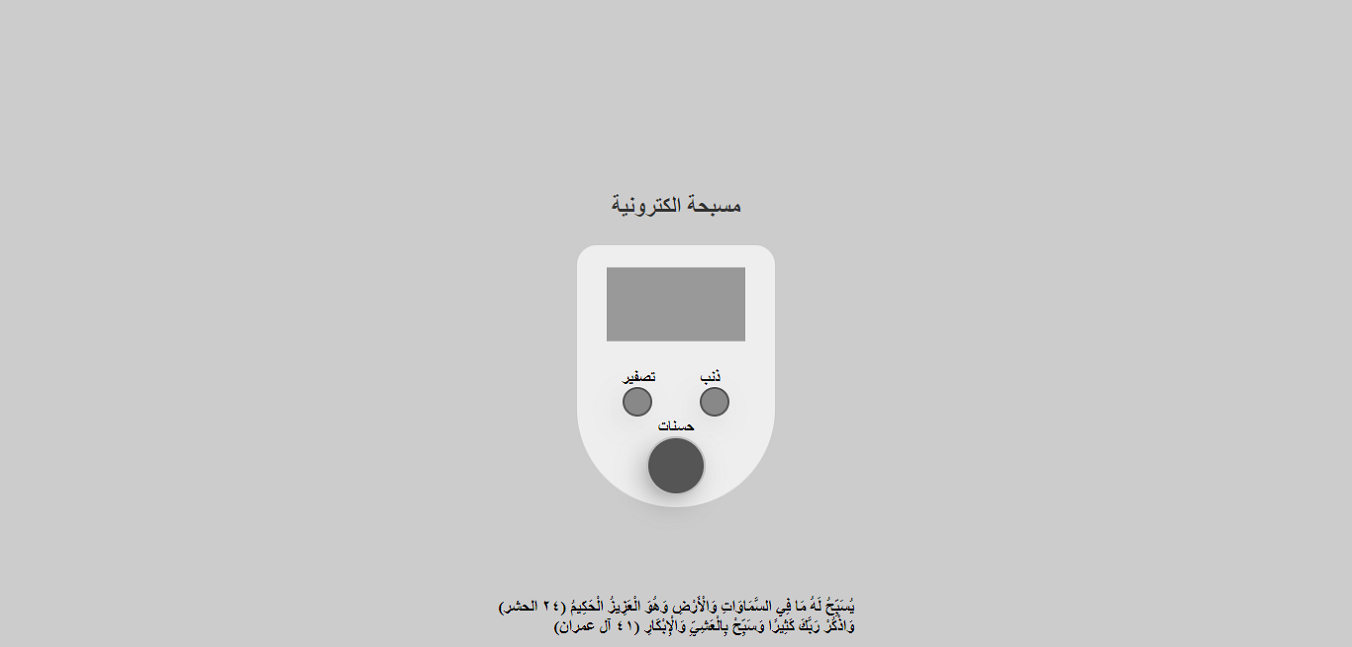 مسبحة الكترونية
ذنب
تصفير
حسنات
يُسَبِّحُ لَهُ مَا فِي السَّمَاوَاتِ وَالْأَرْضِ وَهُوَ الْعَزِيزُ الْحَكِيمُ (٢٤ الحشر)
وَاذْكُرْ رَبَّكَ كَثِيرًا وَسَبِّحْ بِالْعَشِيِّ وَالْإِبْكَارِ (٤١ آل عمران)